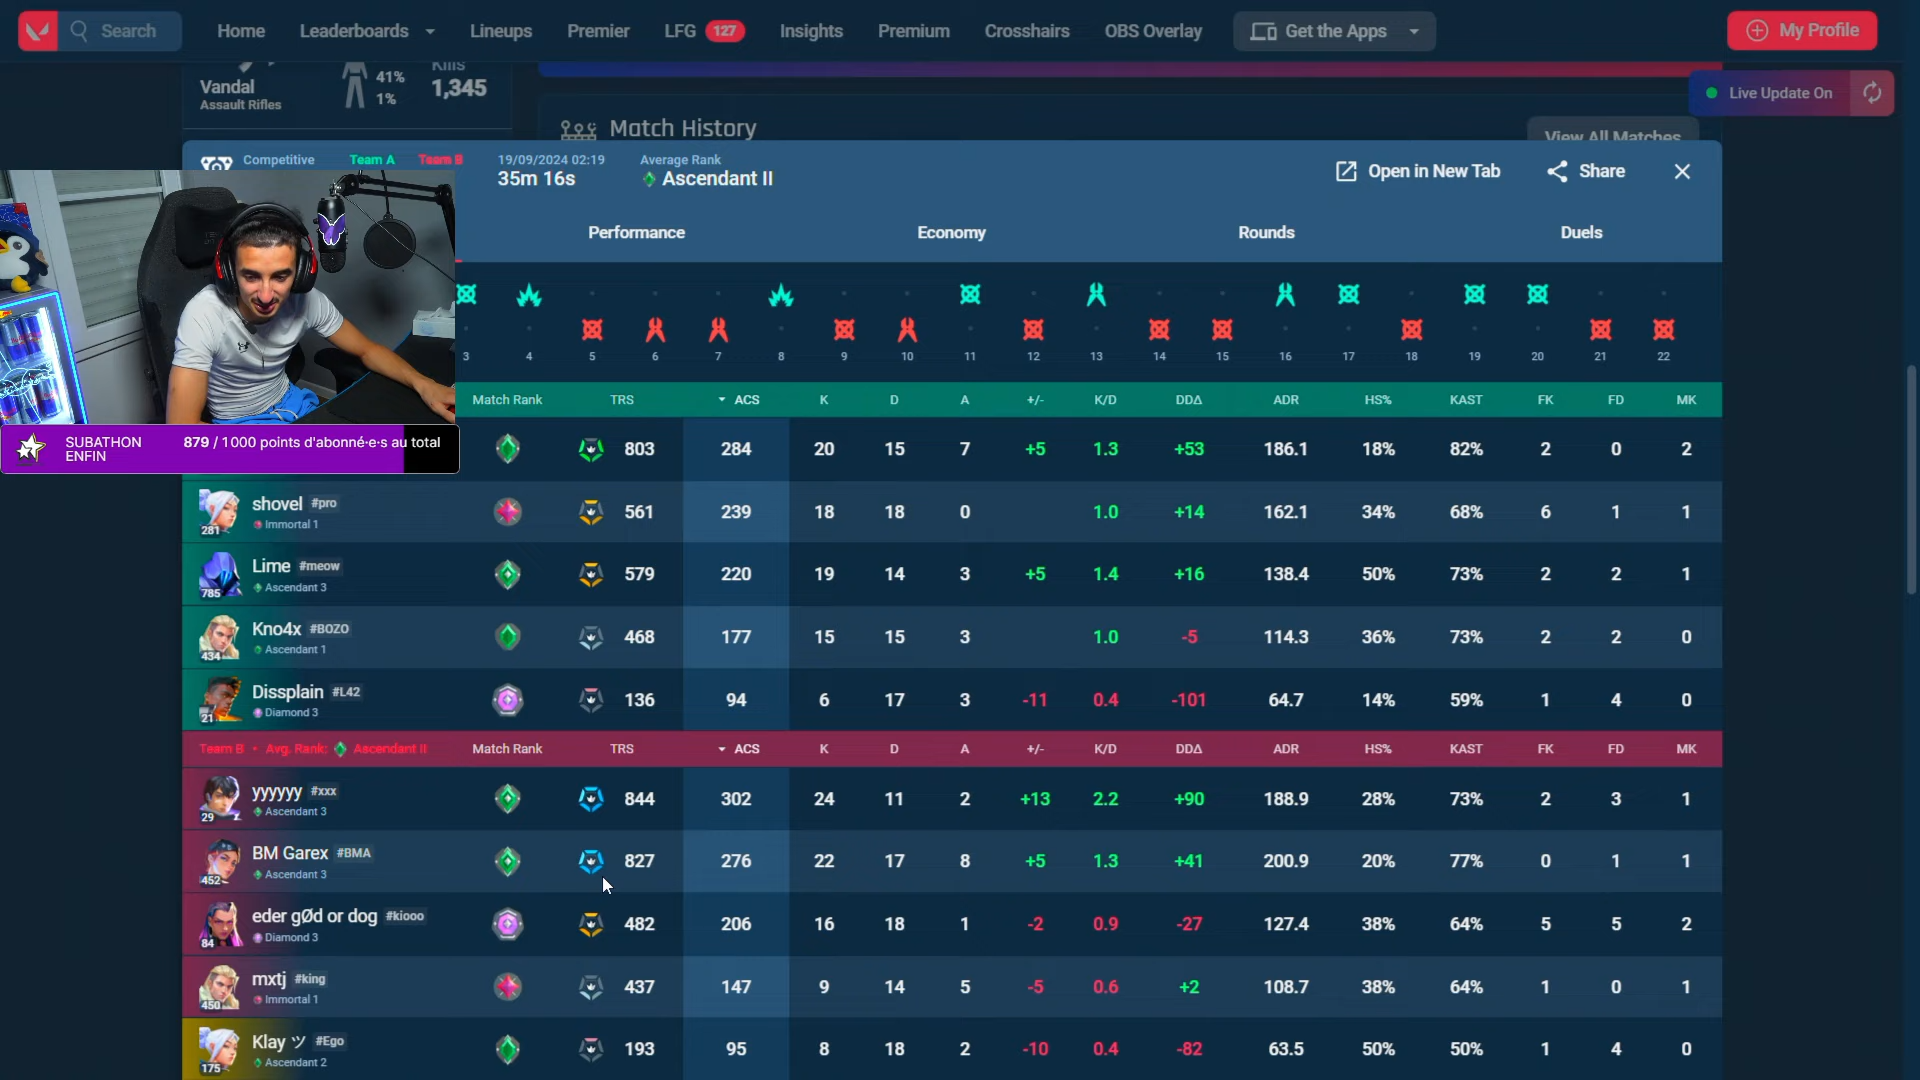 Search
Home
Leaderboards
Lineups
Premier
LFG 127
Insights
Premium
Crosshairs
OBS Overlay
Get the Apps
My Profile
Vandal
Assault Rifles
41%
1%
Kills
1,345
Live Update On
Match History
View All Matches
Competitive
Team A
Team B
19/09/2024 02:19
35m 16s
Average Rank
Ascendant II
Open in New Tab
Share
Performance
Economy
Rounds
Duels
3 4 5 6 7 8 9 10 11 12 13 14 15 16 17 18 19 20 21 22
Match Rank TRS ACS K D A +/- K/D DDΔ ADR HS% KAST FK FD MK
803 284 20 15 7 +5 1.3 +53 186.1 18% 82% 2 0 2
SUBATHON 879 / 1000 points d'abonné·e·s au total
ENFIN
shovel #pro
281 Immortal 1
561 239 18 18 0 1.0 +14 162.1 34% 68% 6 1 1
Lime #meow
785 Ascendant 3
579 220 19 14 3 +5 1.4 +16 138.4 50% 73% 2 2 1
Kno4x #BOZO
434 Ascendant 1
468 177 15 15 3 1.0 -5 114.3 36% 73% 2 2 0
Dissplain #L42
21 Diamond 3
136 94 6 17 3 -11 0.4 -101 64.7 14% 59% 1 4 0
Team B • Avg. Rank: Ascendant II Match Rank TRS ACS K D A +/- K/D DDΔ ADR HS% KAST FK FD MK
yyyyyy #xxx
29 Ascendant 3
844 302 24 11 2 +13 2.2 +90 188.9 28% 73% 2 3 1
BM Garex #BMA
452 Ascendant 3
827 276 22 17 8 +5 1.3 +41 200.9 20% 77% 0 1 1
eder gØd or dog #kiooo
84 Diamond 3
482 206 16 18 1 -2 0.9 -27 127.4 38% 64% 5 5 2
mxtj #king
450 Immortal 1
437 147 9 14 5 -5 0.6 +2 108.7 38% 64% 1 0 1
Klay ツ #Ego
175 Ascendant 2
193 95 8 18 2 -10 0.4 -82 63.5 50% 50% 1 4 0